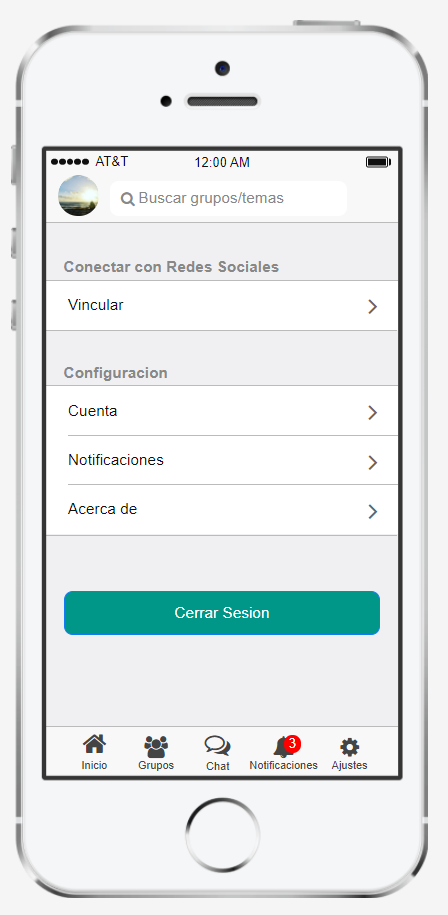 AT&T 12:00 AM
Buscar grupos/temas
Conectar con Redes Sociales
Vincular
Configuracion
Cuenta
Notificaciones
Acerca de
Cerrar Sesion
3
Inicio Grupos Chat Notificaciones Ajustes